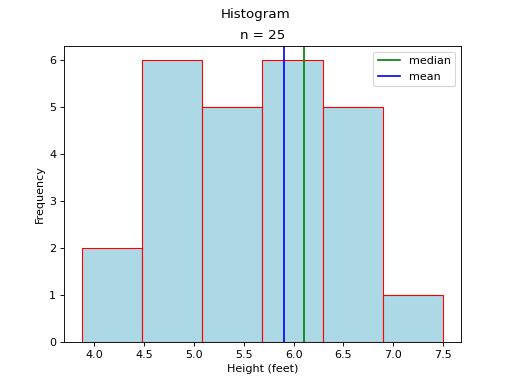 Histogram
n = 25
median
mean
Frequency
6
5
4
3
2
1
0
4.0 4.5 5.0 5.5 6.0 6.5 7.0 7.5
Height (feet)